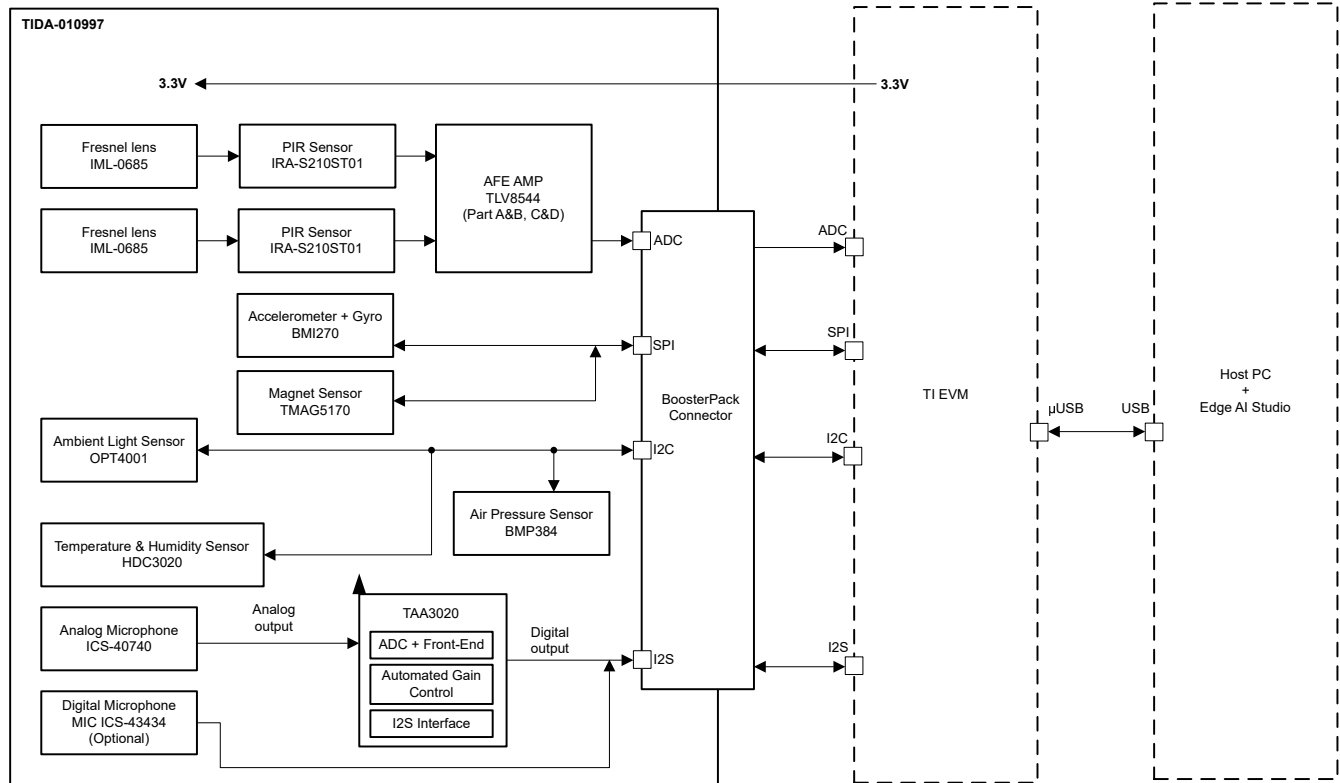 TIDA-010997
3.3V
3.3V
Fresnel lens
IML-0685
PIR Sensor
IRA-S210ST01
AFE AMP
TLV8544
(Part A&B, C&D)
Fresnel lens
IML-0685
PIR Sensor
IRA-S210ST01
ADC
ADC
Accelerometer + Gyro
BMI270
SPI
SPI
Magnet Sensor
TMAG5170
BoosterPack
Connector
TI EVM
Host PC
+
Edge AI Studio
µUSB
USB
Ambient Light Sensor
OPT4001
I2C
I2C
Air Pressure Sensor
BMP384
Temperature & Humidity Sensor
HDC3020
Analog Microphone
ICS-40740
Analog
output
TAA3020
ADC + Front-End
Automated Gain
Control
I2S Interface
Digital
output
I2S
I2S
Digital Microphone
MIC ICS-43434
(Optional)